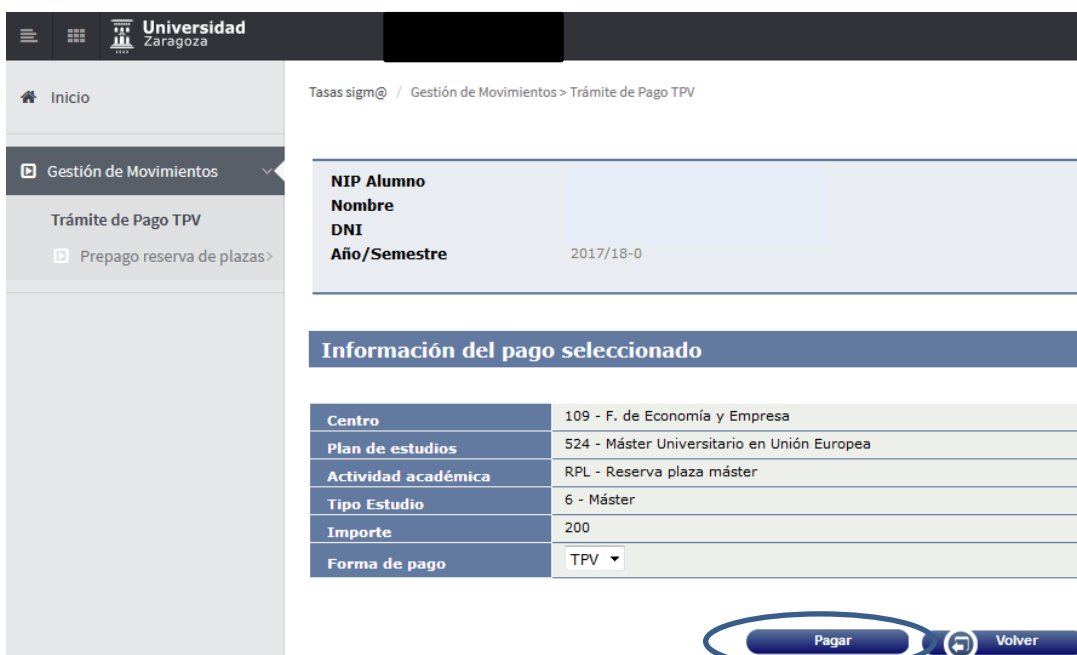 Universidad
Zaragoza
Inicio
Tasas sigm@ / Gestión de Movimientos > Trámite de Pago TPV
Gestión de Movimientos
Trámite de Pago TPV
Prepago reserva de plazas>
NIP Alumno
Nombre
DNI
Año/Semestre 2017/18-0
Información del pago seleccionado
Centro 109 - F. de Economía y Empresa
Plan de estudios 524 - Máster Universitario en Unión Europea
Actividad académica RPL - Reserva plaza máster
Tipo Estudio 6 - Máster
Importe 200
Forma de pago TPV
Pagar Volver